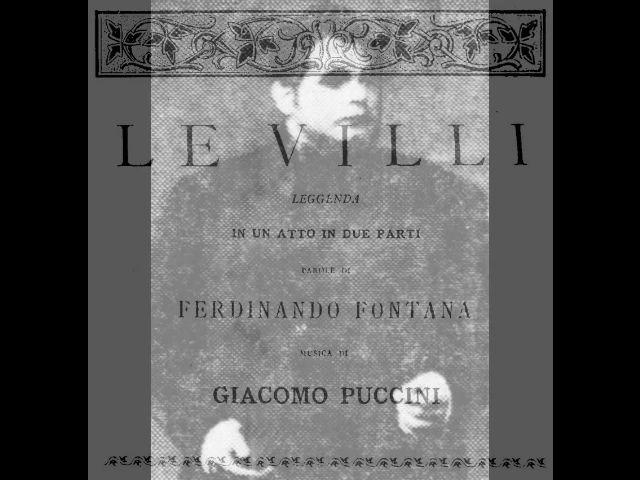 LE VILLI
LEGGENDA
IN UN ATTO IN DUE PARTI
PAROLE DI
FERDINANDO FONTANA
MUSICA DI
GIACOMO PUCCINI